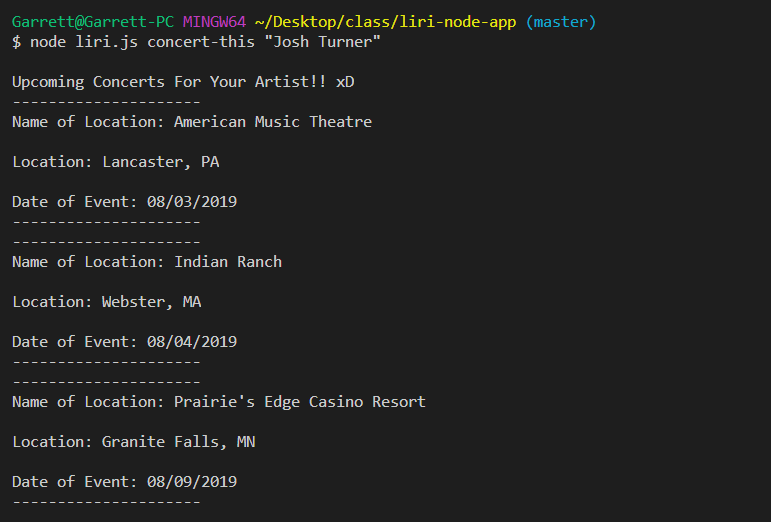 Garrett@Garrett-PC MINGW64 ~/Desktop/class/liri-node-app (master)
$ node liri.js concert-this "Josh Turner"
Upcoming Concerts For Your Artist!! xD
---------------------
Name of Location: American Music Theatre
Location: Lancaster, PA
Date of Event: 08/03/2019
---------------------
---------------------
Name of Location: Indian Ranch
Location: Webster, MA
Date of Event: 08/04/2019
---------------------
---------------------
Name of Location: Prairie's Edge Casino Resort
Location: Granite Falls, MN
Date of Event: 08/09/2019
---------------------